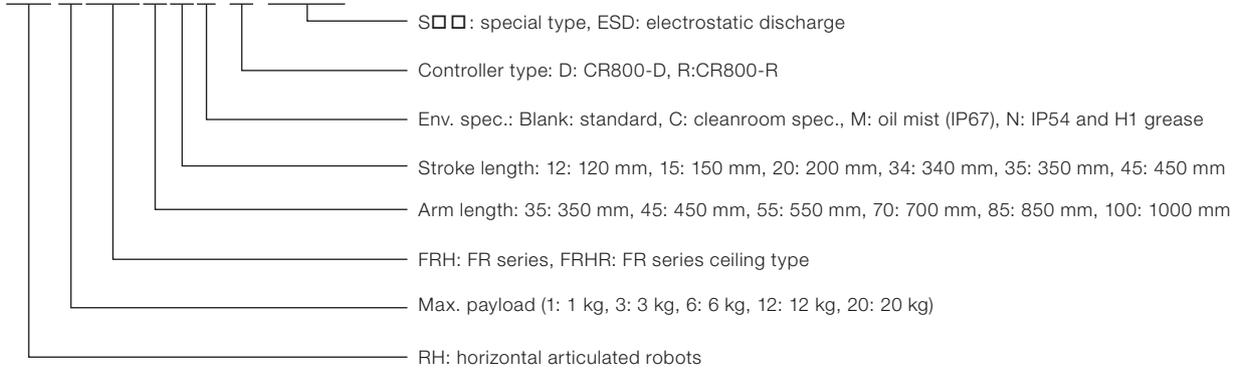 S□□: special type, ESD: electrostatic discharge
Controller type: D: CR800-D, R:CR800-R
Env. spec.: Blank: standard, C: cleanroom spec., M: oil mist (IP67), N: IP54 and H1 grease
Stroke length: 12: 120 mm, 15: 150 mm, 20: 200 mm, 34: 340 mm, 35: 350 mm, 45: 450 mm
Arm length: 35: 350 mm, 45: 450 mm, 55: 550 mm, 70: 700 mm, 85: 850 mm, 100: 1000 mm
FRH: FR series, FRHR: FR series ceiling type
Max. payload (1: 1 kg, 3: 3 kg, 6: 6 kg, 12: 12 kg, 20: 20 kg)
RH: horizontal articulated robots